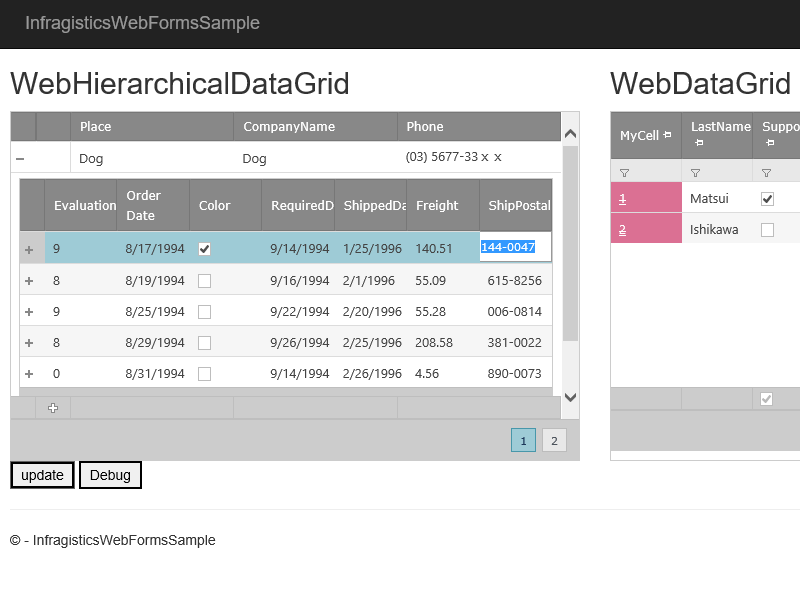 InfragisticsWebFormsSample
WebHierarchicalDataGrid
Place CompanyName Phone
Dog Dog (03) 5677-33 x x
Evaluation Order Date Color RequiredD ShippedDa Freight ShipPostal
9 8/17/1994 9/14/1994 1/25/1996 140.51 144-0047
8 8/19/1994 9/16/1994 2/1/1996 55.09 615-8256
9 8/25/1994 9/22/1994 2/20/1996 55.28 006-0814
8 8/29/1994 9/26/1994 2/25/1996 208.58 381-0022
0 8/31/1994 9/14/1994 2/26/1996 4.56 890-0073
1 2
update Debug
WebDataGrid
MyCell LastName Suppo
1 Matsui
2 Ishikawa
© - InfragisticsWebFormsSample